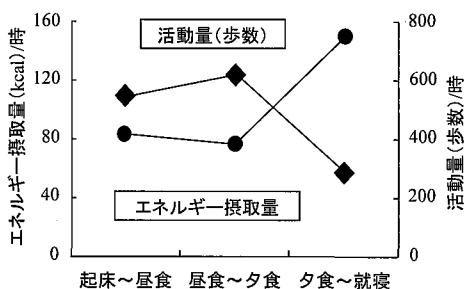 160
120
80
40
0
エネルギー摂取量(kcal)/時
活動量(歩数)
エネルギー摂取量
800
600
400
200
0
活動量(歩数)/時
起床～昼食 昼食～夕食 夕食～就寝